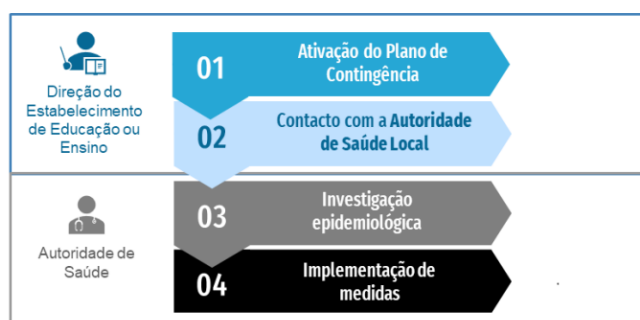 Direção do
Estabelecimento
de Educação ou
Ensino
01
Ativação do Plano de
Contingência
02
Contacto com a Autoridade
de Saúde Local
Autoridade de
Saúde
03
Investigação
epidemiológica
04
Implementação de
medidas